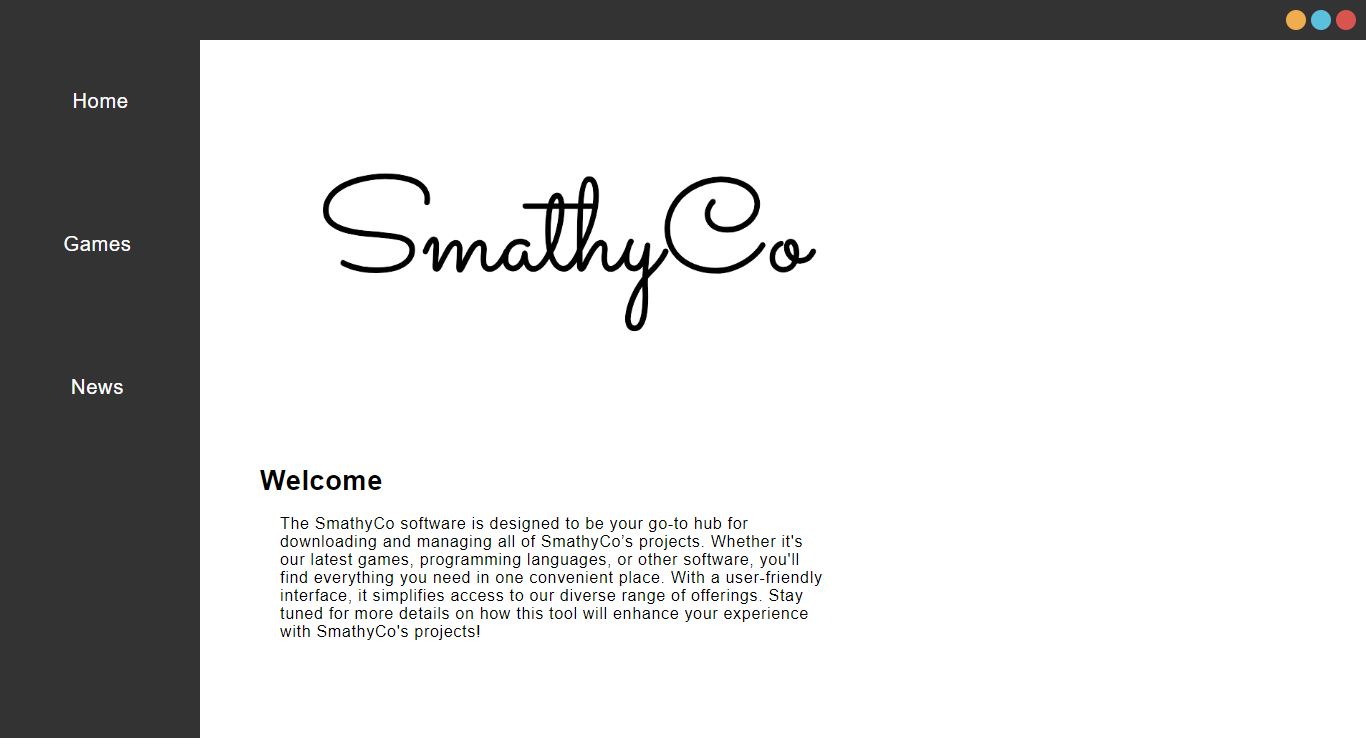 Home
Games
News
SmathyCo
Welcome
The SmathyCo software is designed to be your go-to hub for
downloading and managing all of SmathyCo’s projects. Whether it's
our latest games, programming languages, or other software, you'll
find everything you need in one convenient place. With a user-friendly
interface, it simplifies access to our diverse range of offerings. Stay
tuned for more details on how this tool will enhance your experience
with SmathyCo's projects!